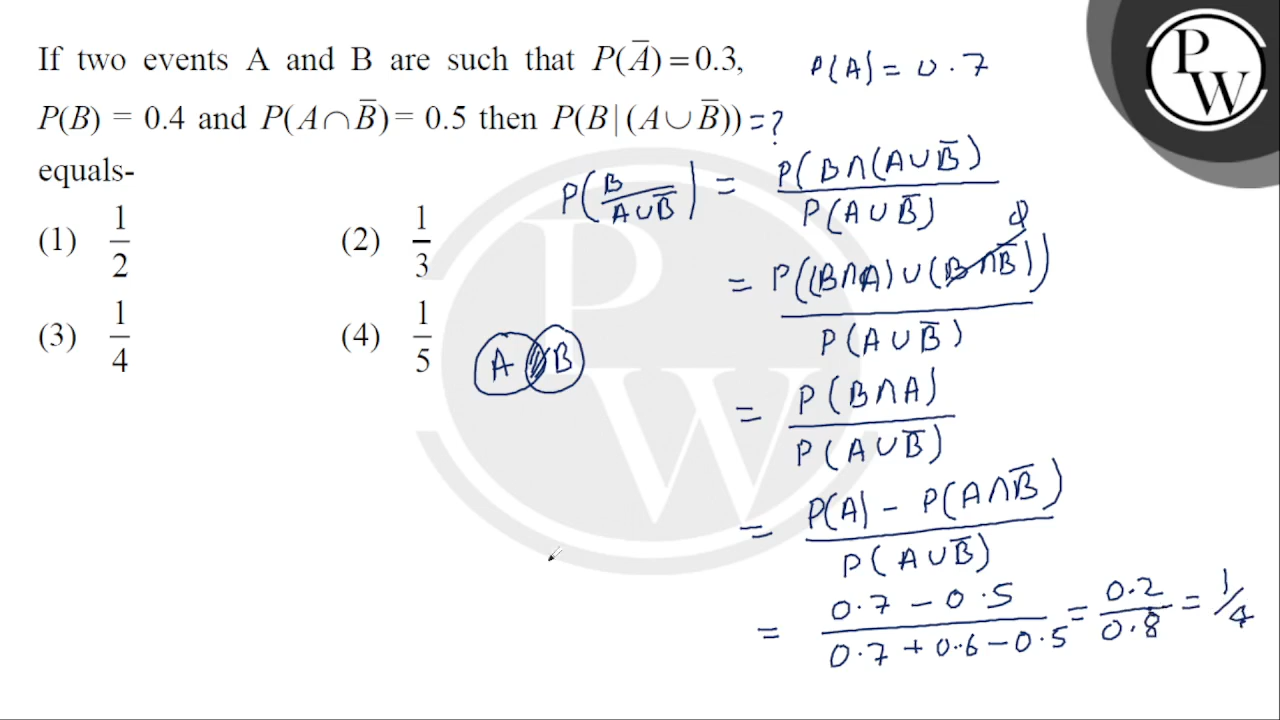 If two events A and B are such that P(A̅) = 0.3,
P(B) = 0.4 and P(A∩B̅) = 0.5 then P(B|(A∪B̅)) = ?
equals-
(1) 1/2 (2) 1/3
(3) 1/4 (4) 1/5
P(A) = 0.7
P(B/A∪B̅) = P(B∩(A∪B̅)) / P(A∪B̅)
= P((B∩A)∪(B∩B̅)) / P(A∪B̅)
ϕ
A B
= P(B∩A) / P(A∪B̅)
= P(A) - P(A∩B̅) / P(A∪B̅)
= 0.7 - 0.5 / 0.7 + 0.6 - 0.5 = 0.2/0.8 = 1/4
P
W
P
W